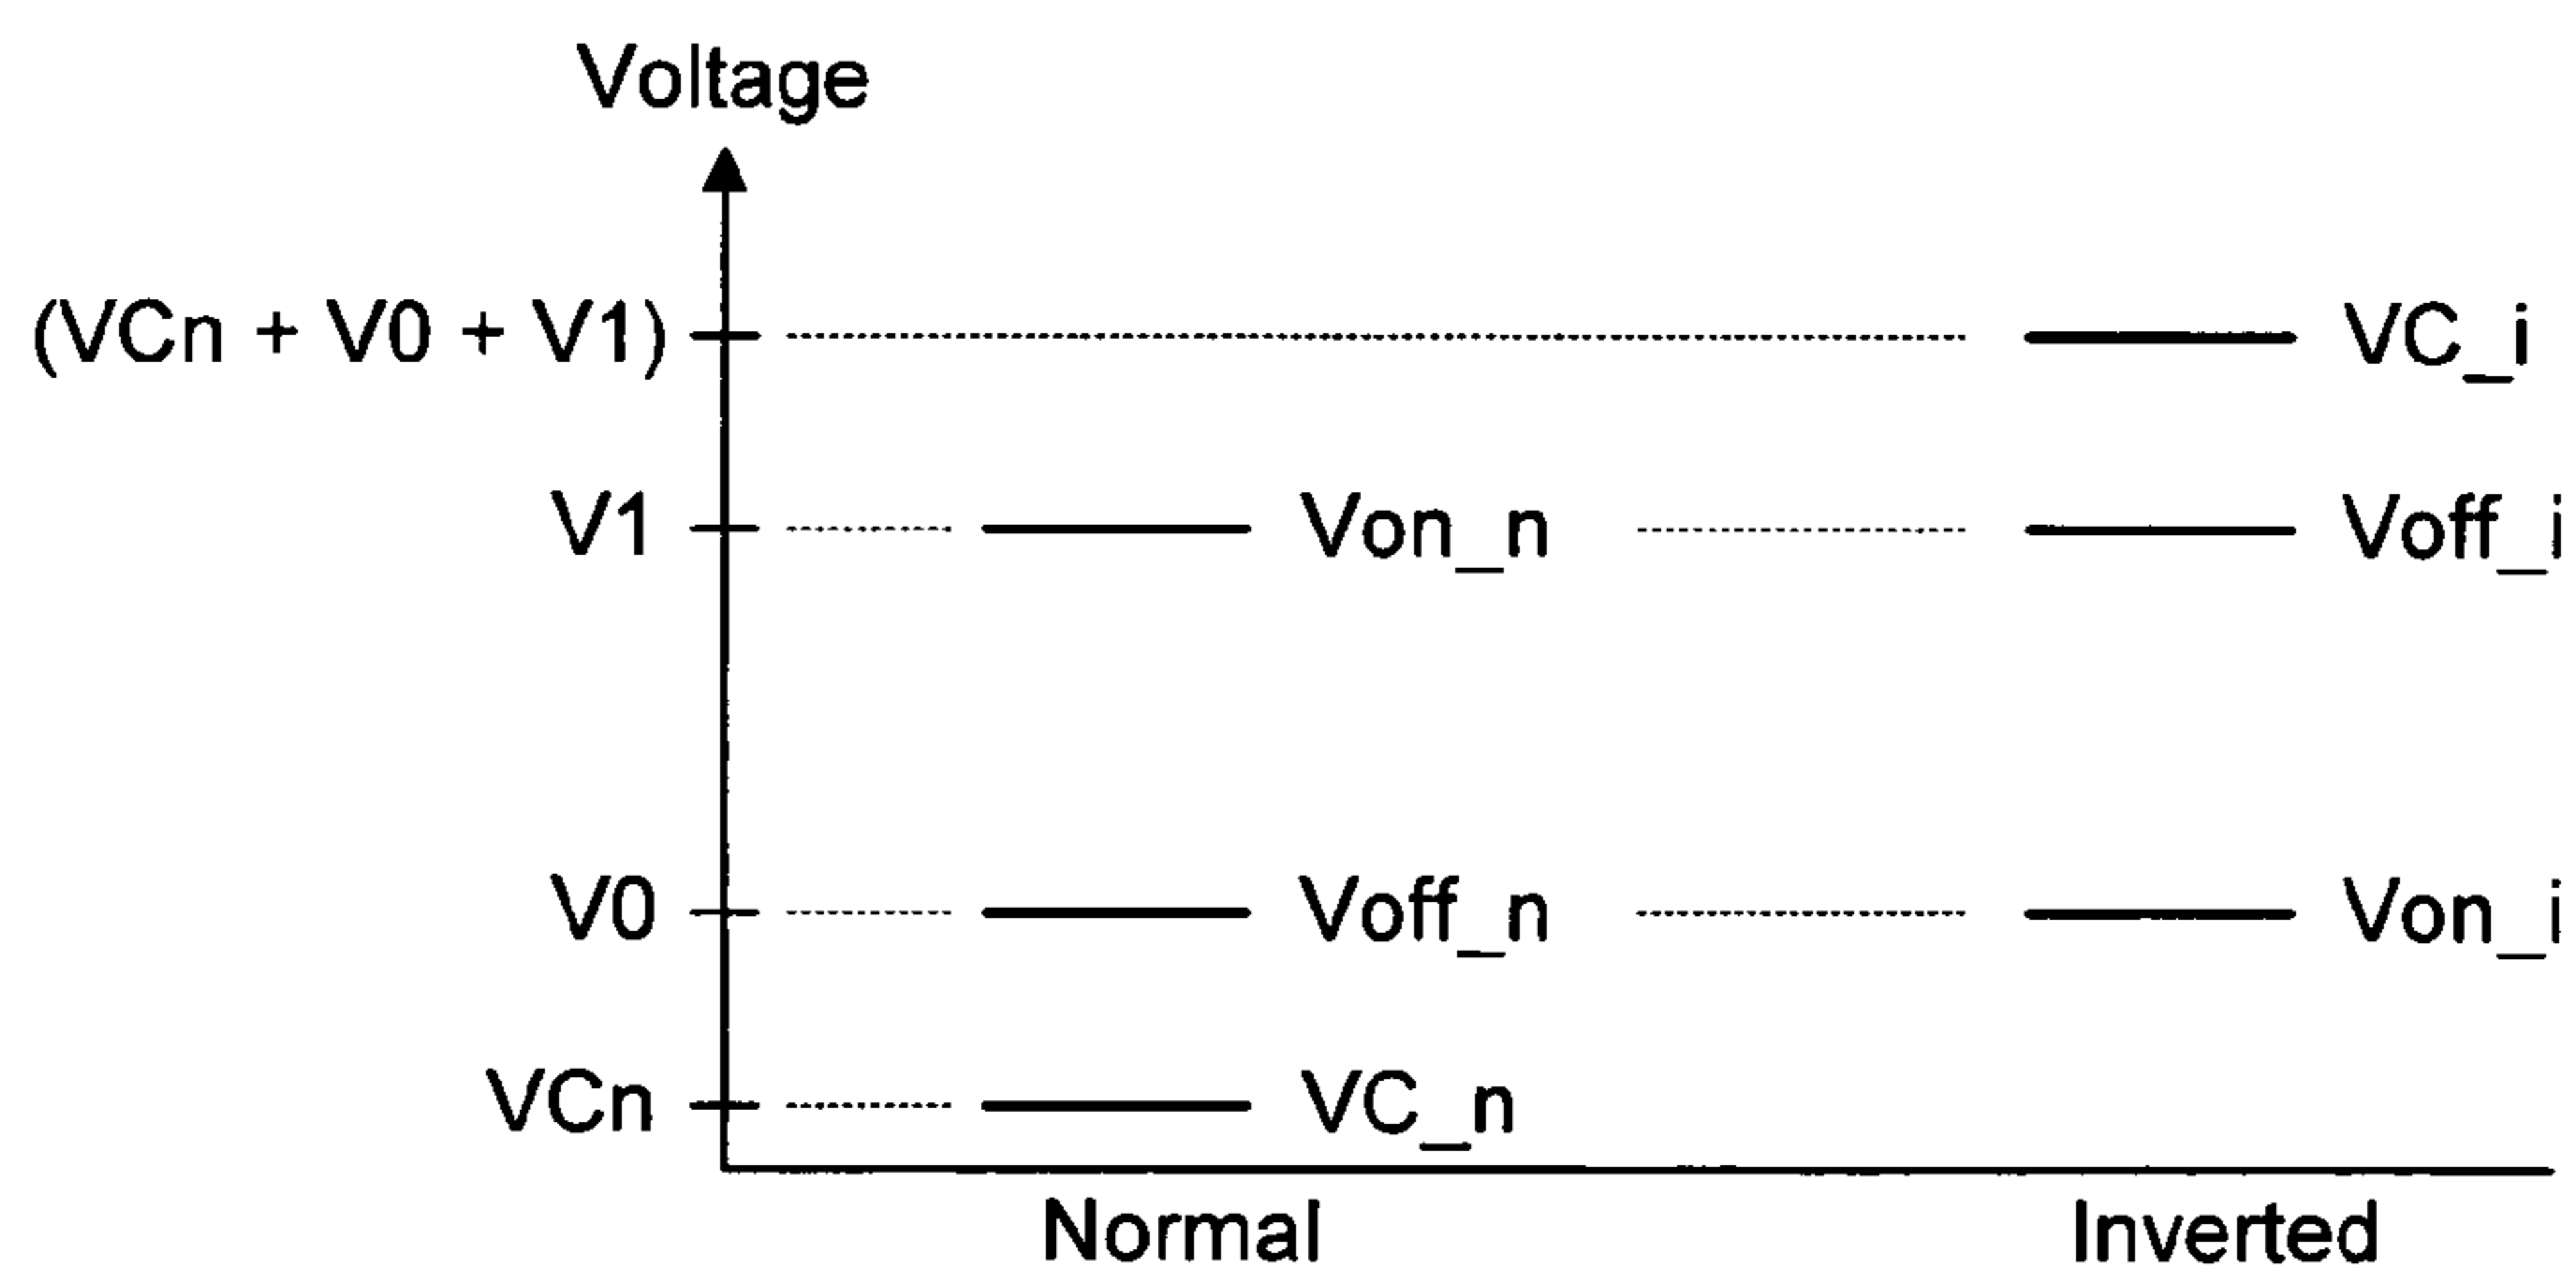 Voltage
(VCn + V0 + V1) VC_i
V1 Von_n Voff_i
V0 Voff_n Von_i
VCn VC_n
Normal Inverted